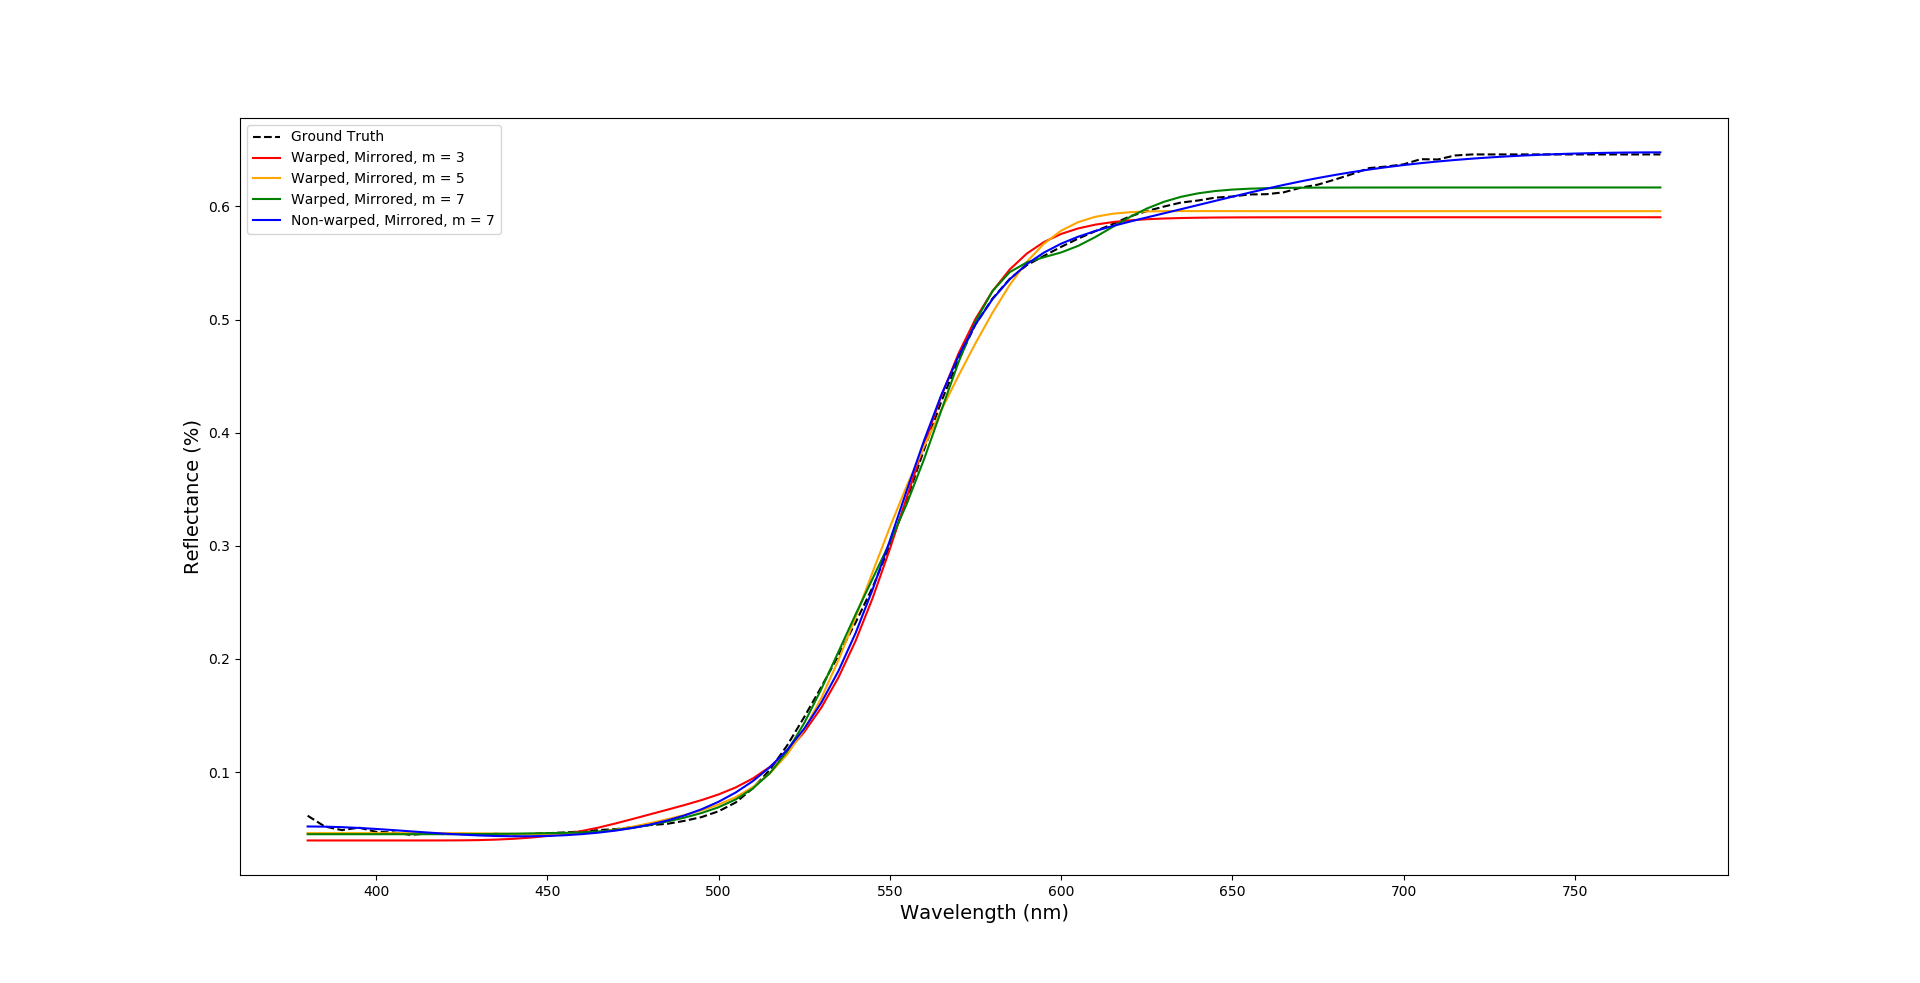 Ground Truth
Warped, Mirrored, m = 3
Warped, Mirrored, m = 5
Warped, Mirrored, m = 7
Non-warped, Mirrored, m = 7
0.6
0.5
0.4
0.3
0.2
0.1
Reflectance (%)
400 450 500 550 600 650 700 750
Wavelength (nm)